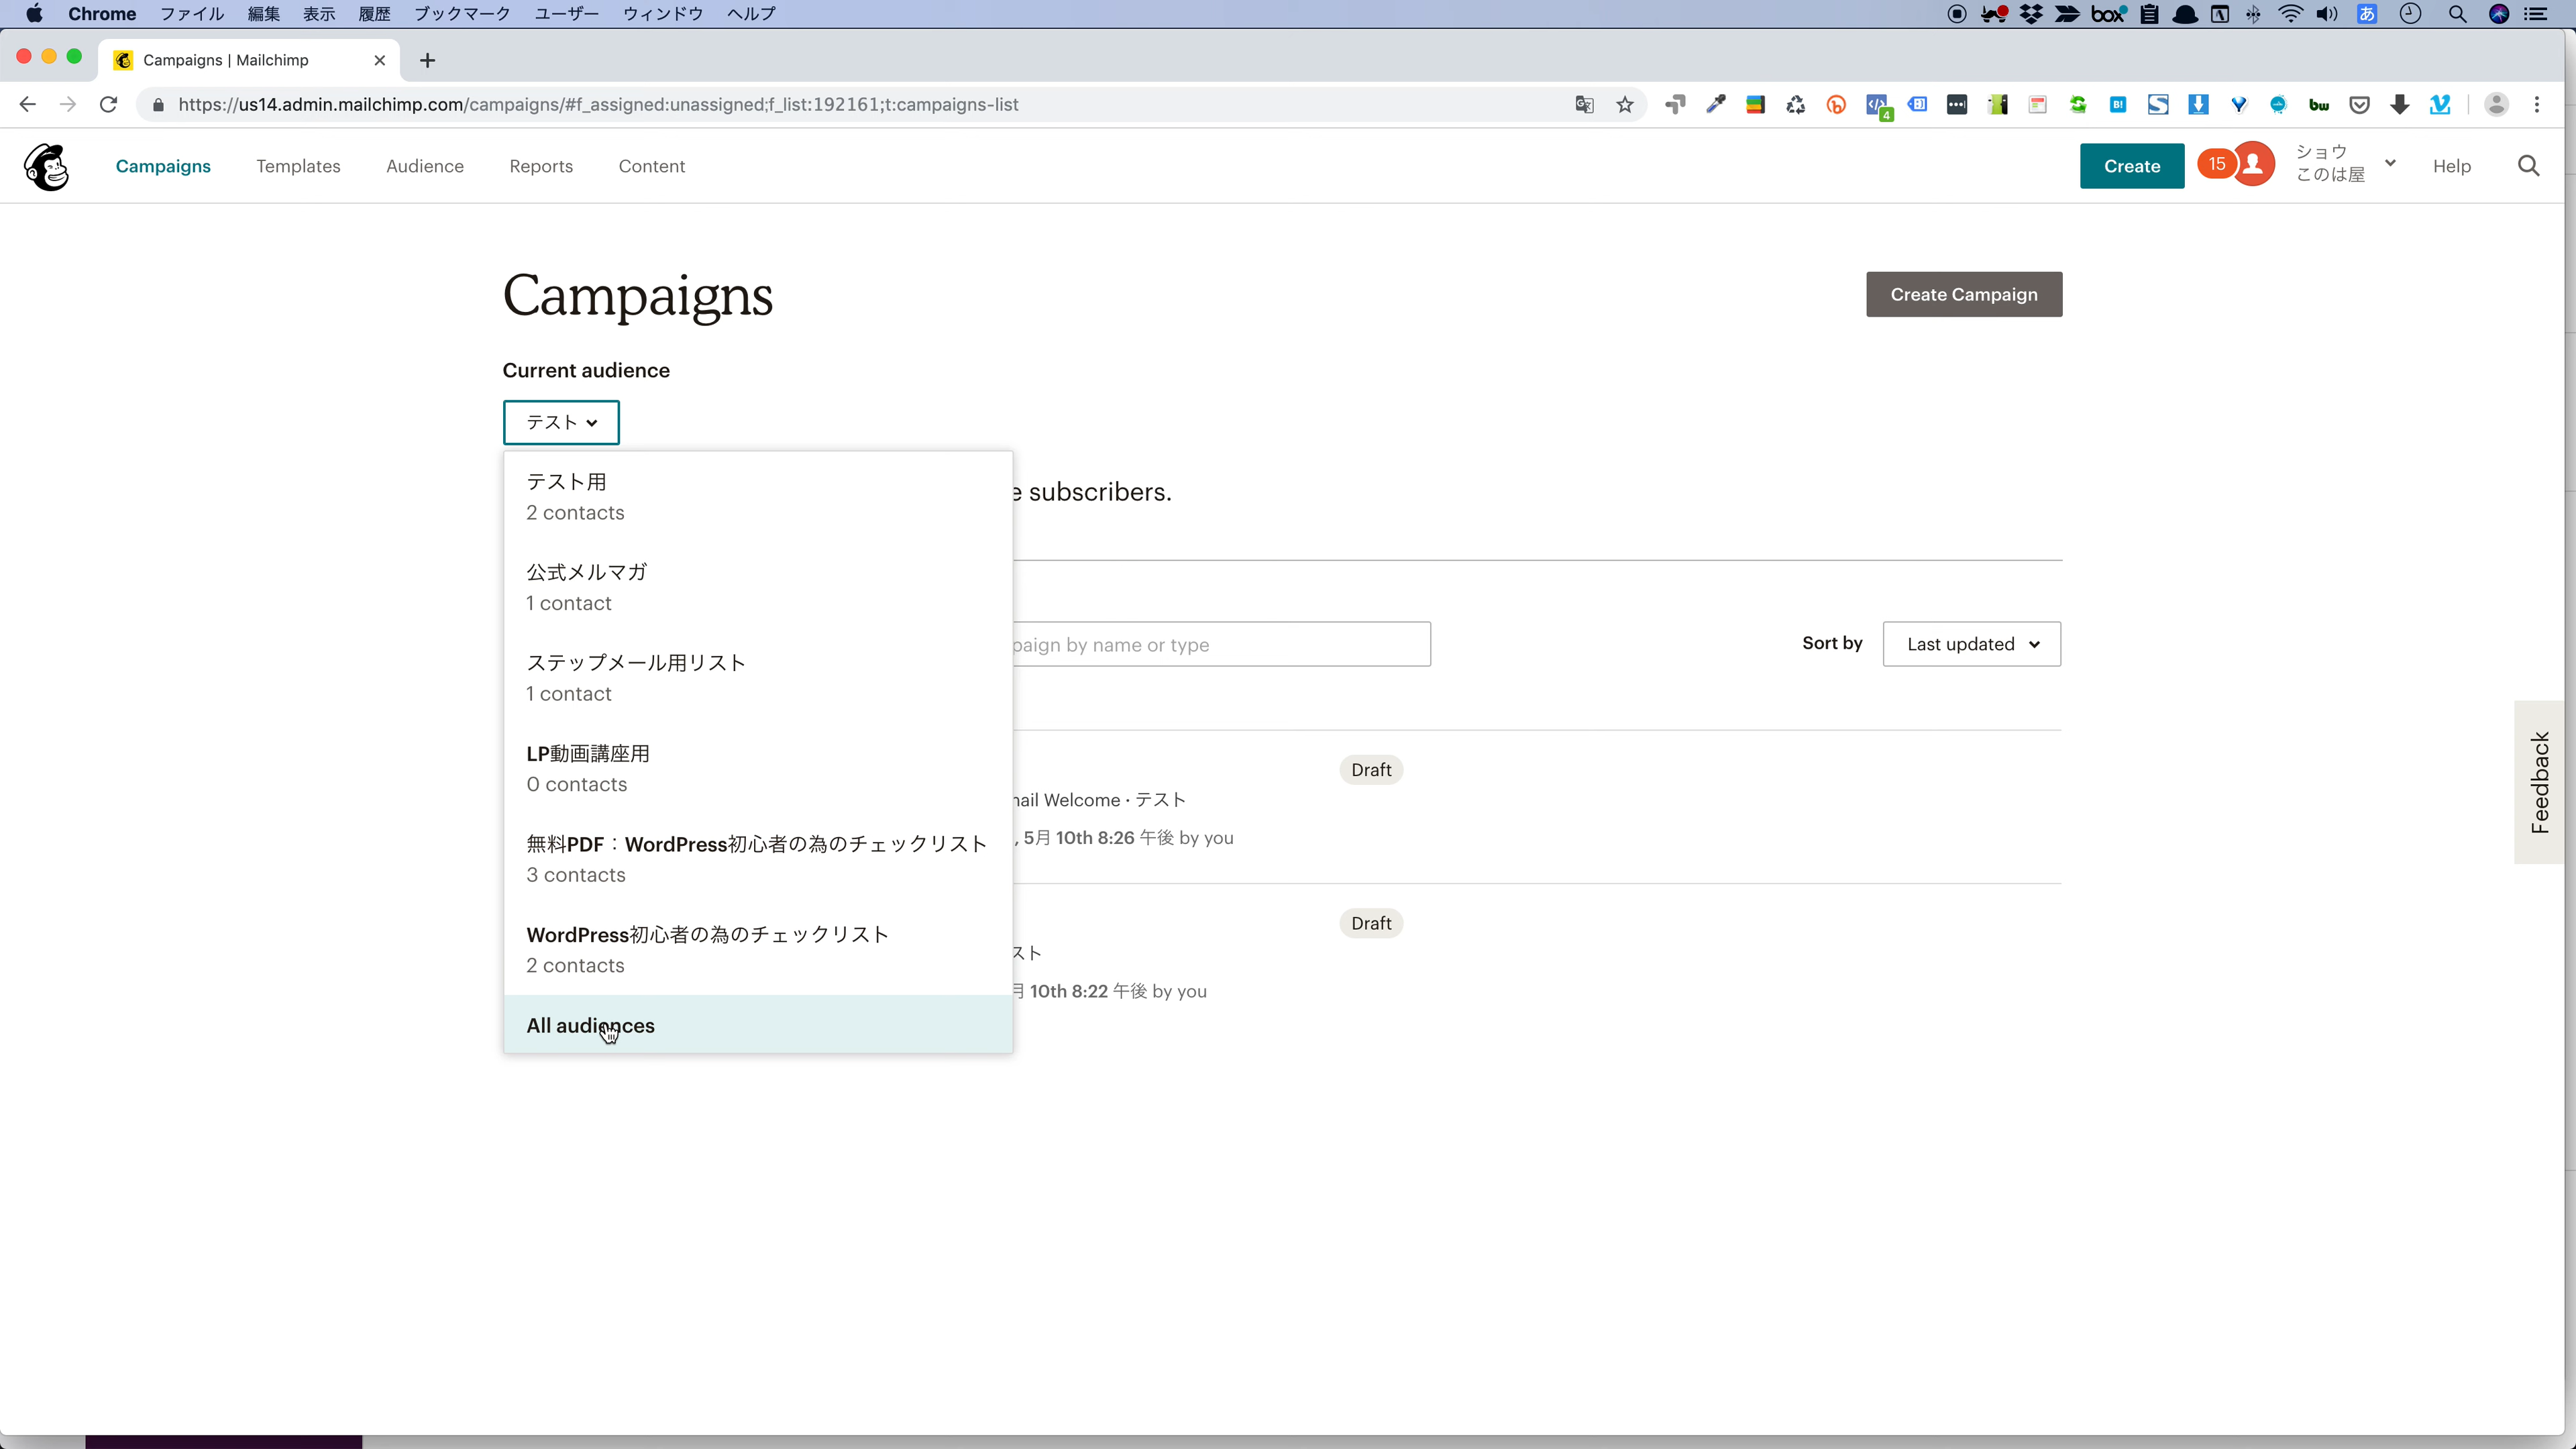 Chrome ファイル 編集 表示 履歴 ブックマーク ユーザー ウィンドウ ヘルプ box あ
Campaigns | Mailchimp
https://us14.admin.mailchimp.com/campaigns/#f_assigned:unassigned;f_list:192161;t:campaigns-list 4 B! bw
Campaigns Templates Audience Reports Content Create 15 ショウ Help
このは屋
Campaigns
Create Campaign
Current audience
テスト
テスト用
2 contacts
e subscribers.
公式メルマガ
1 contact
paign by name or type
Sort by Last updated
ステップメール用リスト
1 contact
LP動画講座用
0 contacts
Draft
nail Welcome · テスト
, 5月 10th 8:26 午後 by you
無料PDF：WordPress初心者の為のチェックリスト
3 contacts
WordPress初心者の為のチェックリスト
2 contacts
Draft
スト
月 10th 8:22 午後 by you
All audiences
Feedback